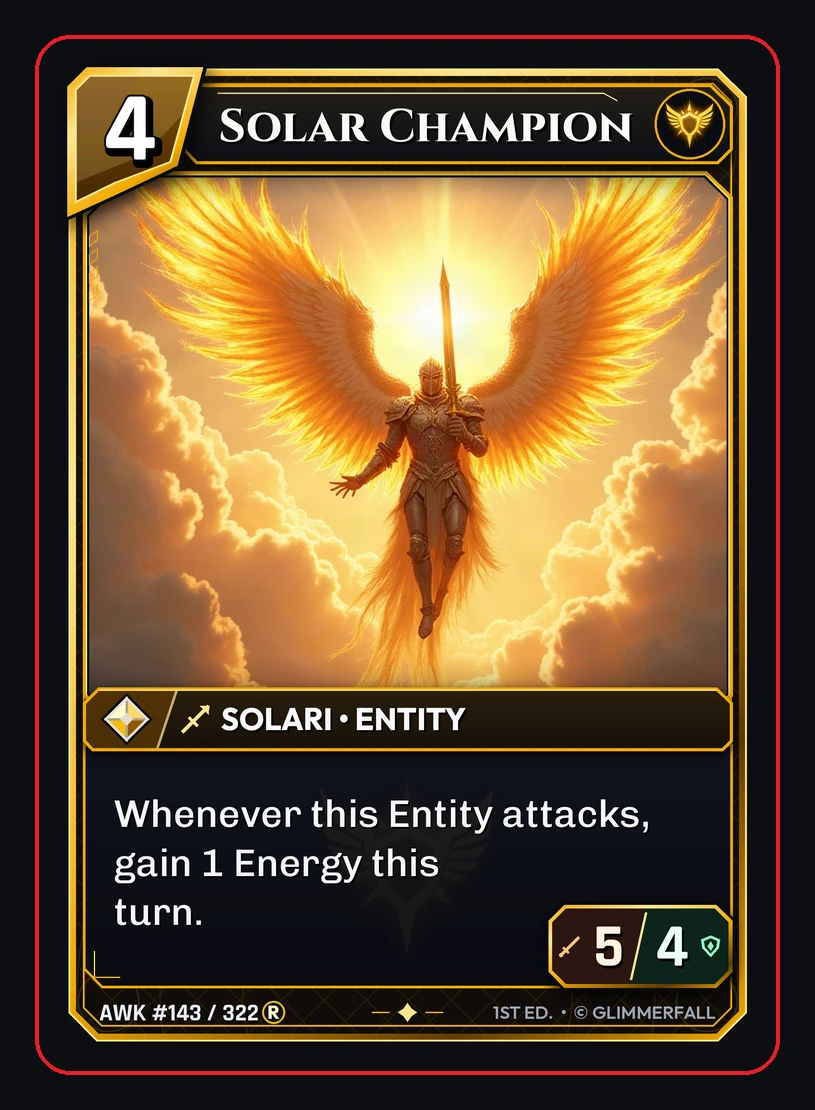 4
SOLAR CHAMPION
SOLARI • ENTITY
Whenever this Entity attacks,
gain 1 Energy this
turn.
5 / 4
AWK #143 / 322 R
1ST ED. • © GLIMMERFALL